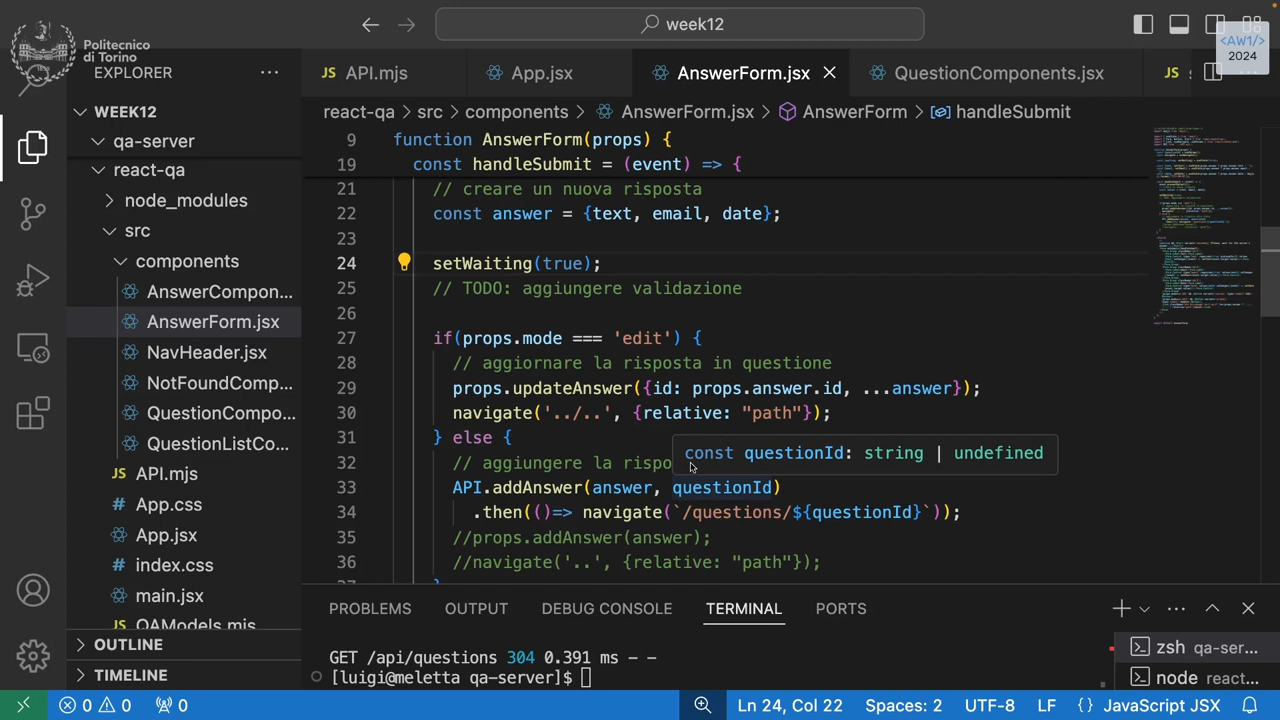 week12
Politecnico
di Torino
<AW1/>
2024
EXPLORER
API.mjs
App.jsx
AnswerForm.jsx
QuestionComponents.jsx
JS
WEEK12
qa-server
react-qa
node_modules
src
components
AnswerCompon...
AnswerForm.jsx
NavHeader.jsx
NotFoundComp...
QuestionCompo...
QuestionListCo...
JS API.mjs
# App.css
App.jsx
# index.css
main.jsx
QAModels.mjs
OUTLINE
TIMELINE
react-qa > src > components > AnswerForm.jsx > AnswerForm > handleSubmit
9 function AnswerForm(props) {
19 const handleSubmit = (event) => {
21 // creare un nuova risposta
22 const answer = {text, email, date};
23
24 setWaiting(true);
25 // TODO: aggiungere validazione
26
27 if(props.mode === 'edit') {
28 // aggiornare la risposta in questione
29 props.updateAnswer({id: props.answer.id, ...answer});
30 navigate('../..', {relative: "path"});
31 } else {
const questionId: string | undefined
32 // aggiungere la rispo
33 API.addAnswer(answer, questionId)
34 .then(()=> navigate(`/questions/${questionId}`));
35 //props.addAnswer(answer);
36 //navigate('..', {relative: "path"});
37 }
PROBLEMS OUTPUT DEBUG CONSOLE TERMINAL PORTS
GET /api/questions 304 0.391 ms - -
[luigi@meletta qa-server]$
zsh qa-ser...
node react...
0 0 0
Ln 24, Col 22 Spaces: 2 UTF-8 LF {} JavaScript JSX